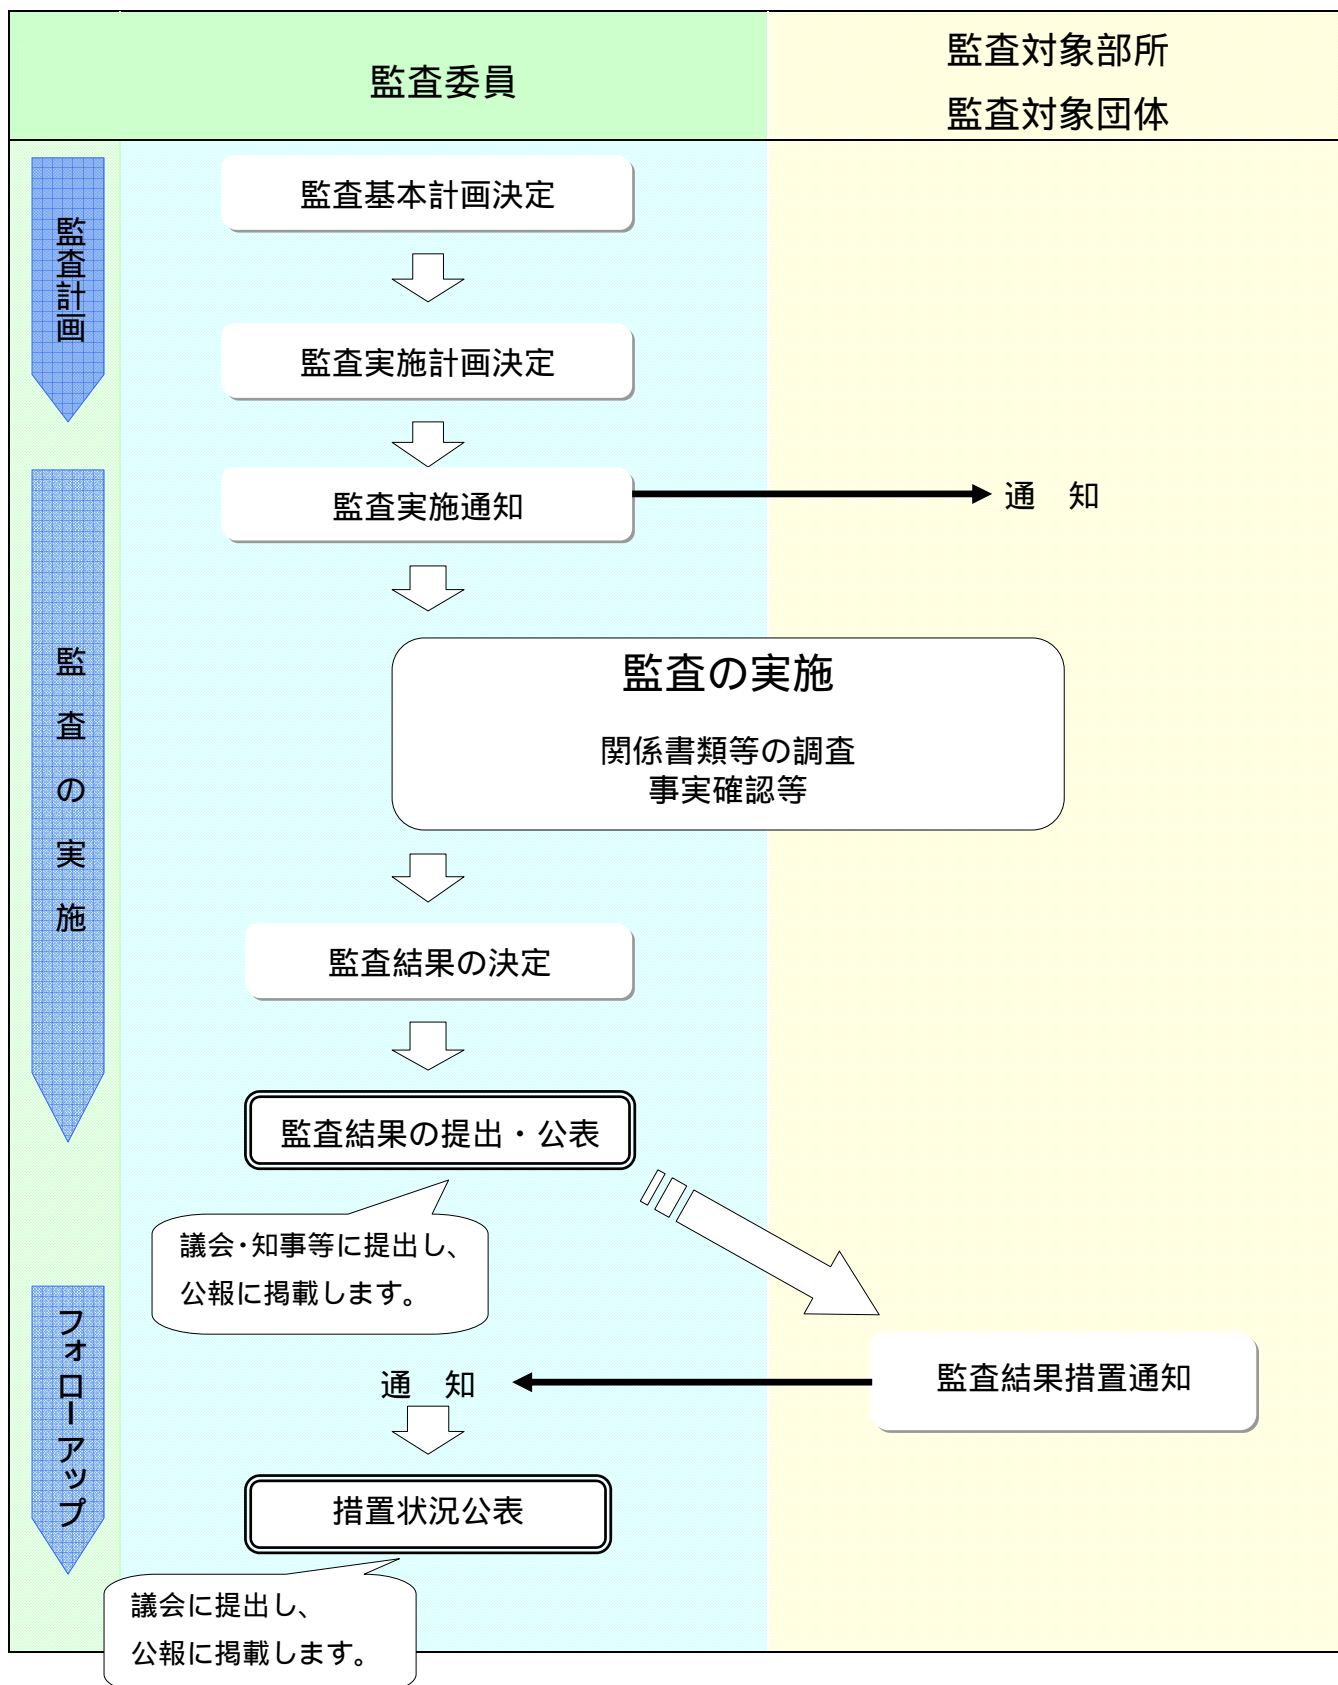 監査委員
監査対象部所
監査対象団体
監査計画
監査基本計画決定
監査実施計画決定
監査の実施
監査実施通知
通　知
監査の実施
関係書類等の調査
事実確認等
監査結果の決定
監査結果の提出・公表
議会・知事等に提出し、
公報に掲載します。
フォローアップ
監査結果措置通知
通　知
措置状況公表
議会に提出し、
公報に掲載します。